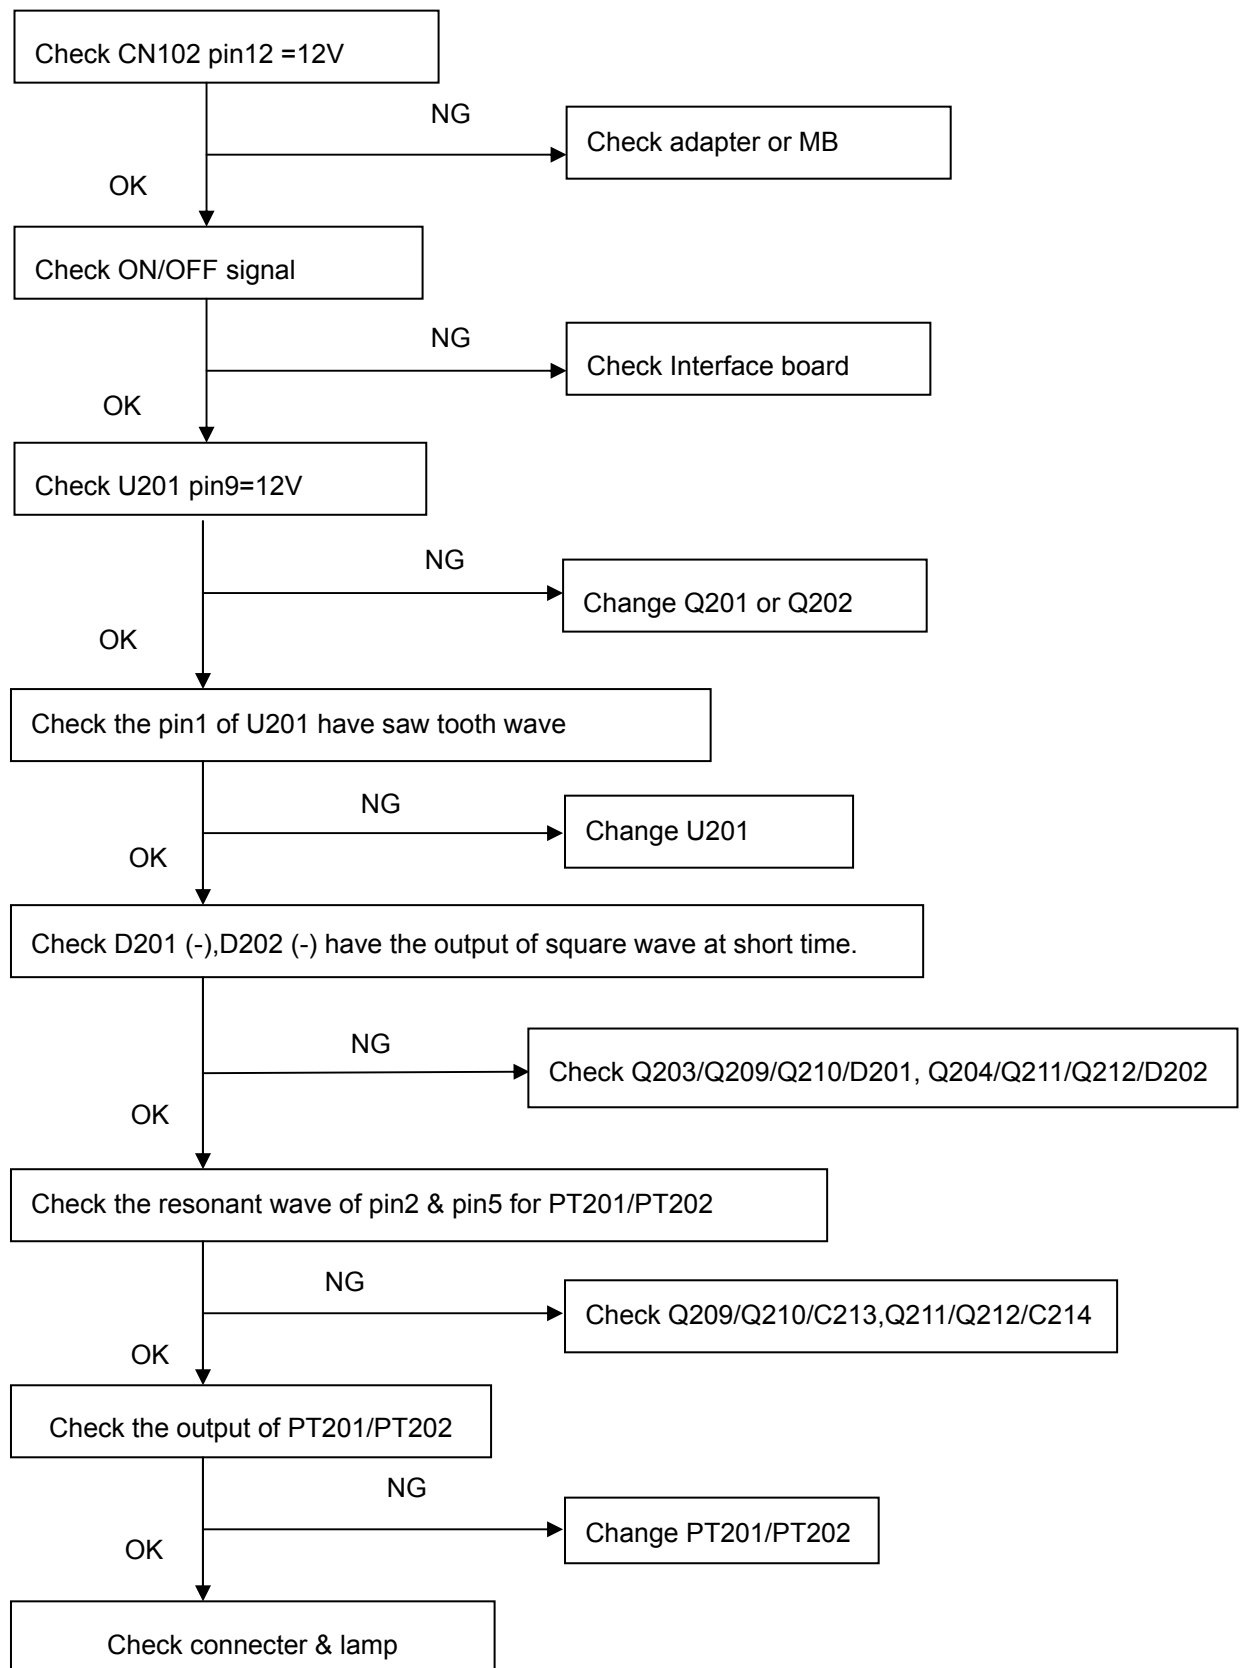 Check CN102 pin12 =12V
NG
Check adapter or MB
OK
Check ON/OFF signal
NG
Check Interface board
OK
Check U201 pin9=12V
NG
Change Q201 or Q202
OK
Check the pin1 of U201 have saw tooth wave
NG
Change U201
OK
Check D201 (-),D202 (-) have the output of square wave at short time.
NG
Check Q203/Q209/Q210/D201, Q204/Q211/Q212/D202
OK
Check the resonant wave of pin2 & pin5 for PT201/PT202
NG
Check Q209/Q210/C213,Q211/Q212/C214
OK
Check the output of PT201/PT202
NG
Change PT201/PT202
OK
Check connecter & lamp